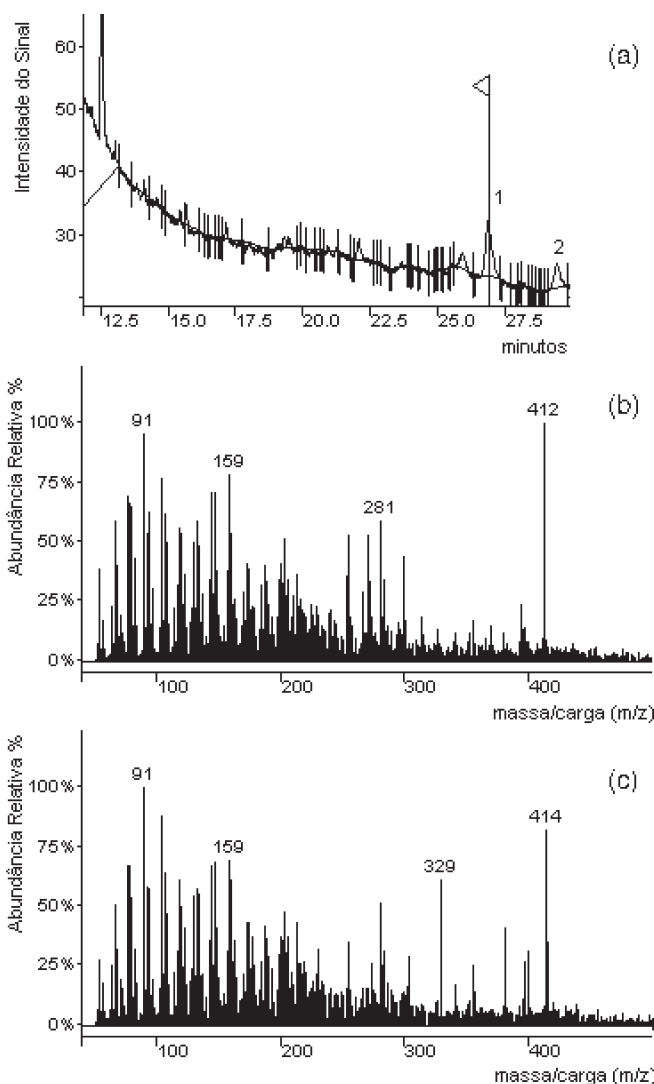 (a)
Intensidade do Sinal
60
50
40
30
1
2
12.5 15.0 17.5 20.0 22.5 25.0 27.5
minutos
(b)
Abundância Relativa %
100%
75%
50%
25%
0%
91
159
281
412
100 200 300 400
massa/carga (m/z)
(c)
Abundância Relativa %
100%
75%
50%
25%
0%
91
159
329
414
100 200 300 400
massa/carga (m/z)